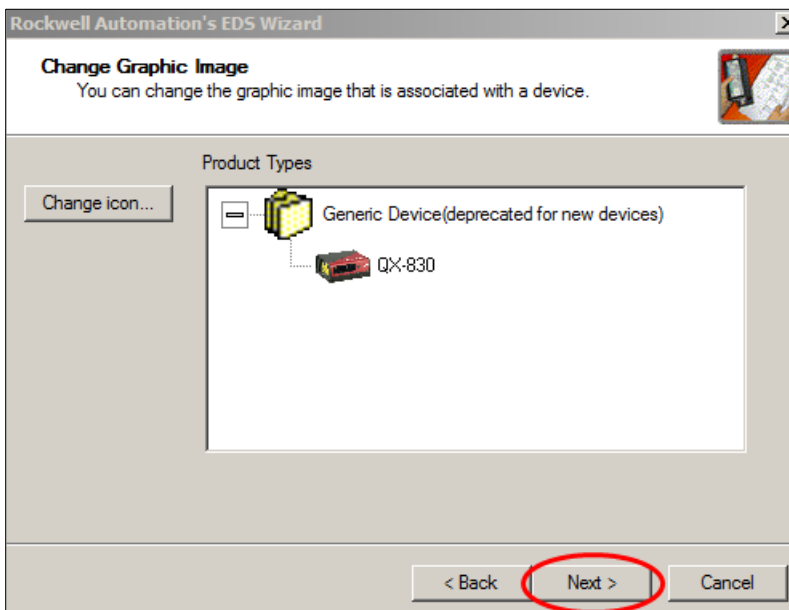 Rockwell Automation's EDS Wizard
Change Graphic Image
You can change the graphic image that is associated with a device.
Product Types
Change icon...
Generic Device(deprecated for new devices)
QX-830
< Back
Next >
Cancel